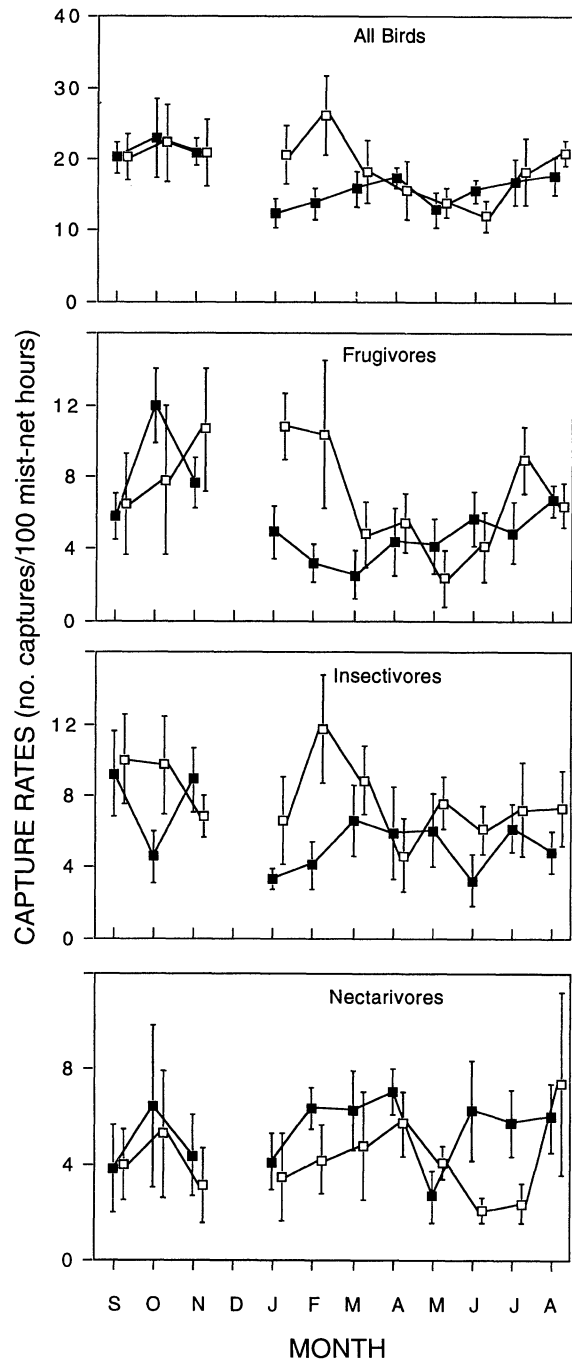 CAPTURE RATES (no. captures/100 mist-net hours)
All Birds
40
30
20
10
0
Frugivores
12
8
4
0
Insectivores
12
8
4
0
Nectarivores
8
4
0
S O N D J F M A M J J A
MONTH